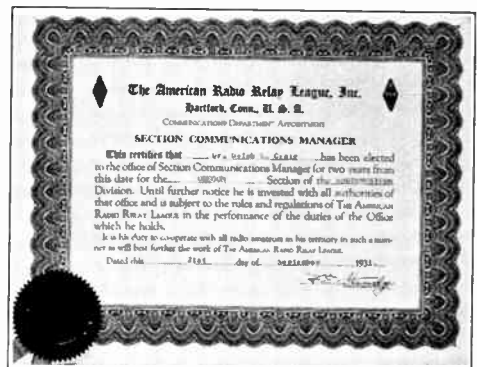 The American Radio Relay League, Inc.
Hartford, Conn., U. S. A.
COMMUNICATIONS DEPARTMENT APPOINTMENT
SECTION COMMUNICATIONS MANAGER
This certifies that has been elected
to the office of Section Communications Manager for two years from
this date for the Section of the
Division. Until further notice he is invested with all authorities of
that office and is subject to the rules and regulations of THE AMERICAN
RADIO RELAY LEAGUE in the performance of the duties of the Office
which he holds.
It is his duty to cooperate with all radio amateurs in his territory in such a man-
ner as will best further the work of THE AMERICAN RADIO RELAY LEAGUE.
Dated this 21st day of September 1931